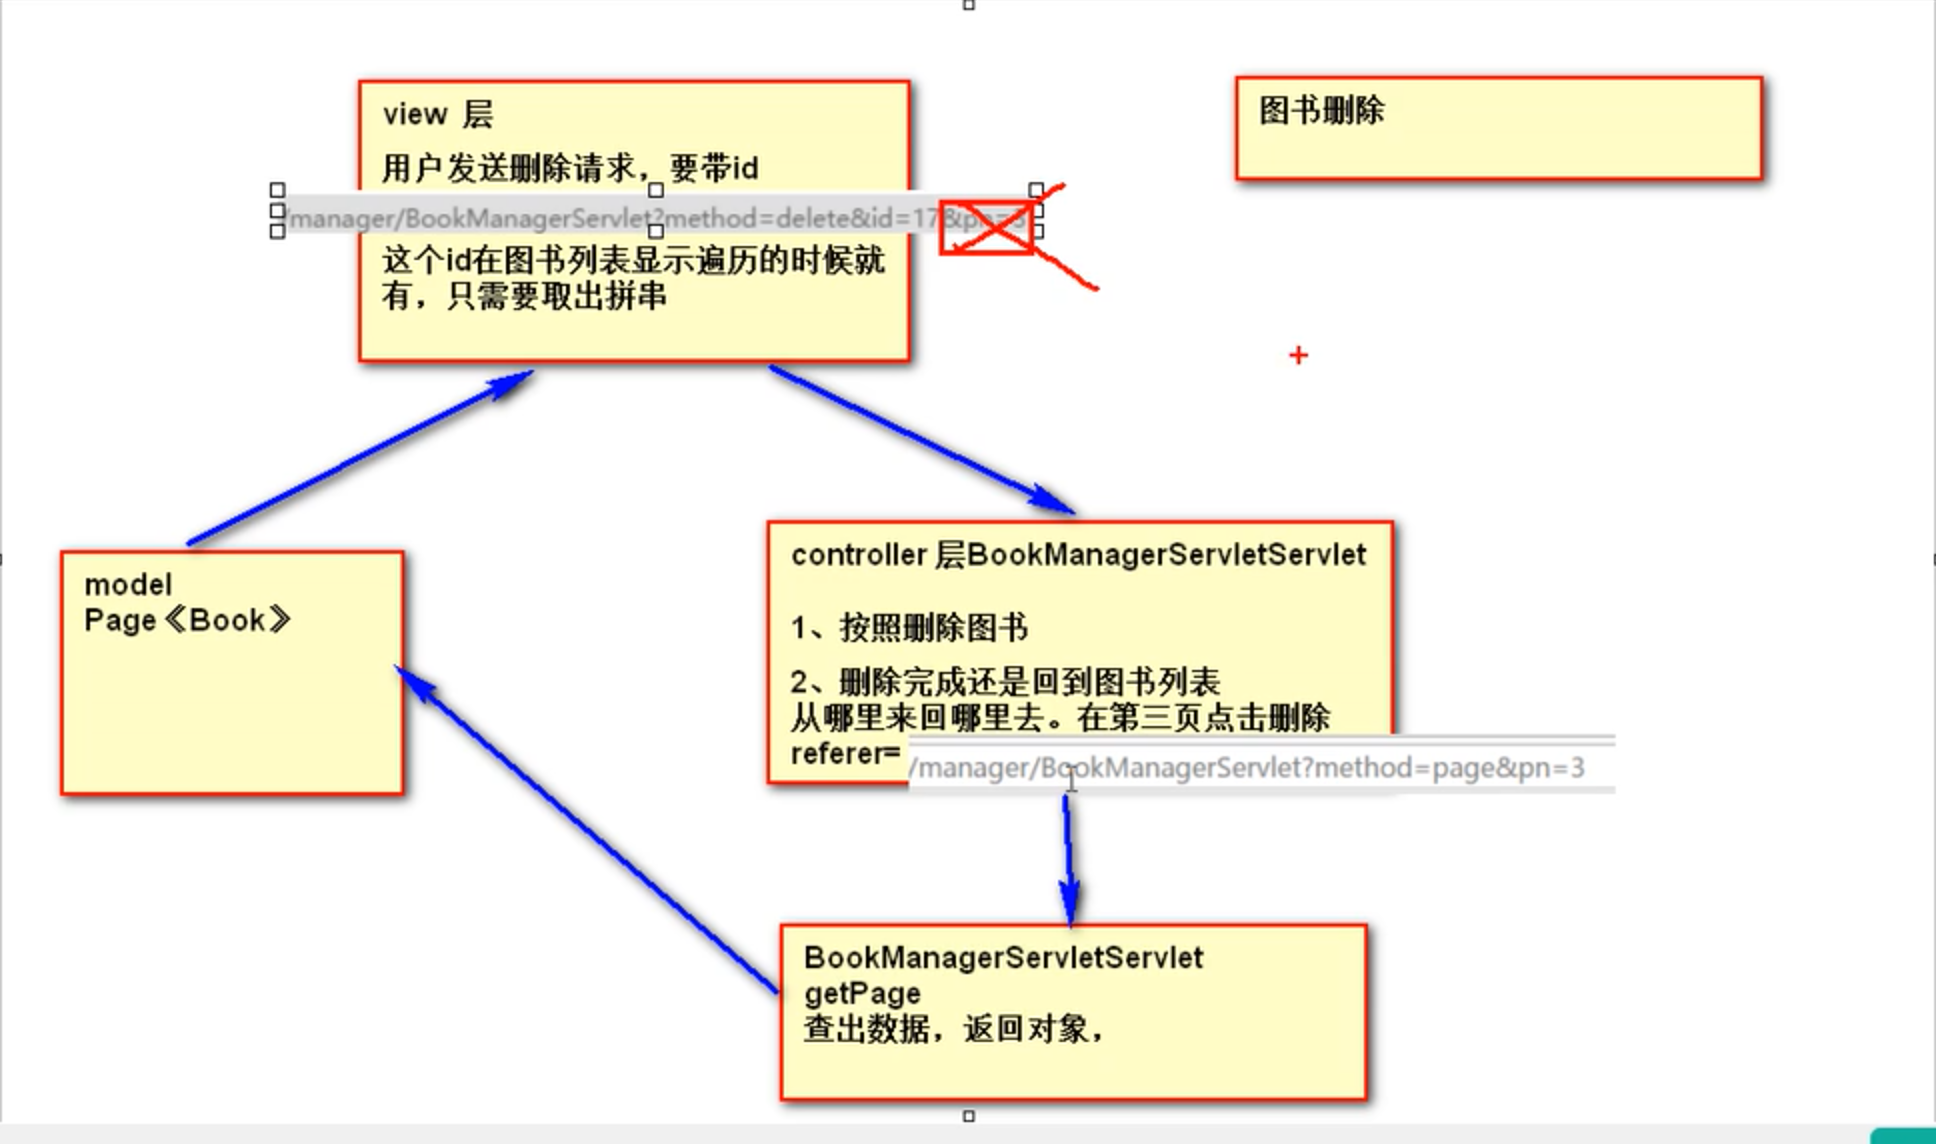 view 层
用户发送删除请求，要带id
/manager/BookManagerServlet?method=delete&id=17&pn=3
这个id在图书列表显示遍历的时候就
有，只需要取出拼串
图书删除
model
Page《Book》
controller 层BookManagerServletServlet
1、按照删除图书
2、删除完成还是回到图书列表
从哪里来回哪里去。在第三页点击删除
referer= /manager/BookManagerServlet?method=page&pn=3
BookManagerServletServlet
getPage
查出数据，返回对象，